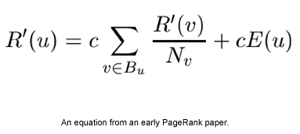 R′(u) = c ∑_{v∈B_u} R′(v)/N_v + cE(u)
An equation from an early PageRank paper.